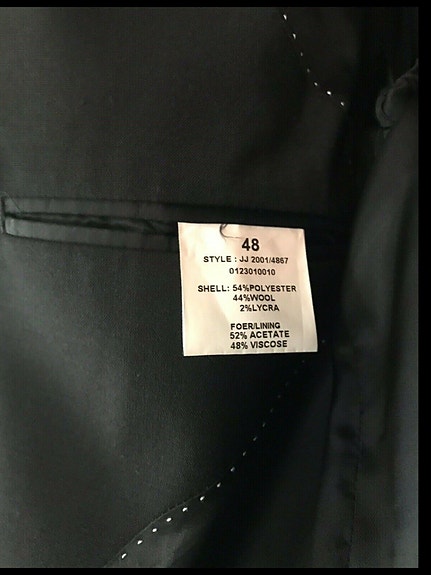 48
STYLE : JJ 2001/4867
0123010010
SHELL: 54%POLYESTER
44%WOOL
2%LYCRA
FOER/LINING
52% ACETATE
48% VISCOSE